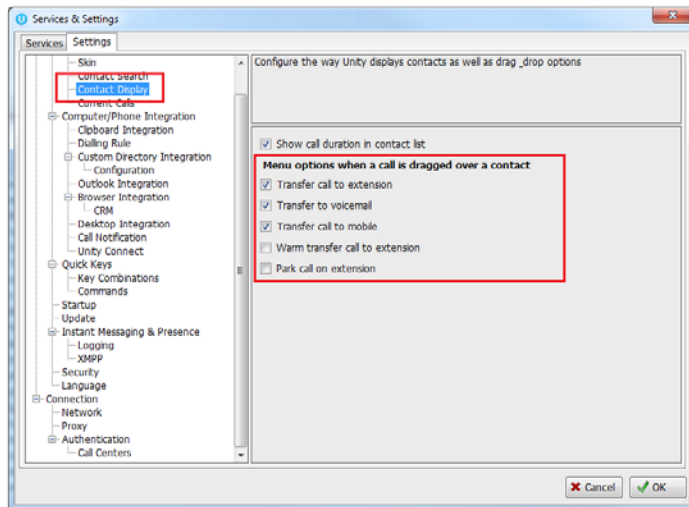 Services & Settings
Services Settings
Skin
Contact Search
Contact Display
Current Calls
Computer/Phone Integration
Clipboard Integration
Dialing Rule
Custom Directory Integration
Configuration
Outlook Integration
Browser Integration
CRM
Desktop Integration
Call Notification
Unity Connect
Quick Keys
Key Combinations
Commands
Startup
Update
Instant Messaging & Presence
Logging
XMPP
Security
Language
Connection
Network
Proxy
Authentication
Call Centers
Configure the way Unity displays contacts as well as drag _drop options
Show call duration in contact list
Menu options when a call is dragged over a contact
Transfer call to extension
Transfer to voicemail
Transfer call to mobile
Warm transfer call to extension
Park call on extension
Cancel OK